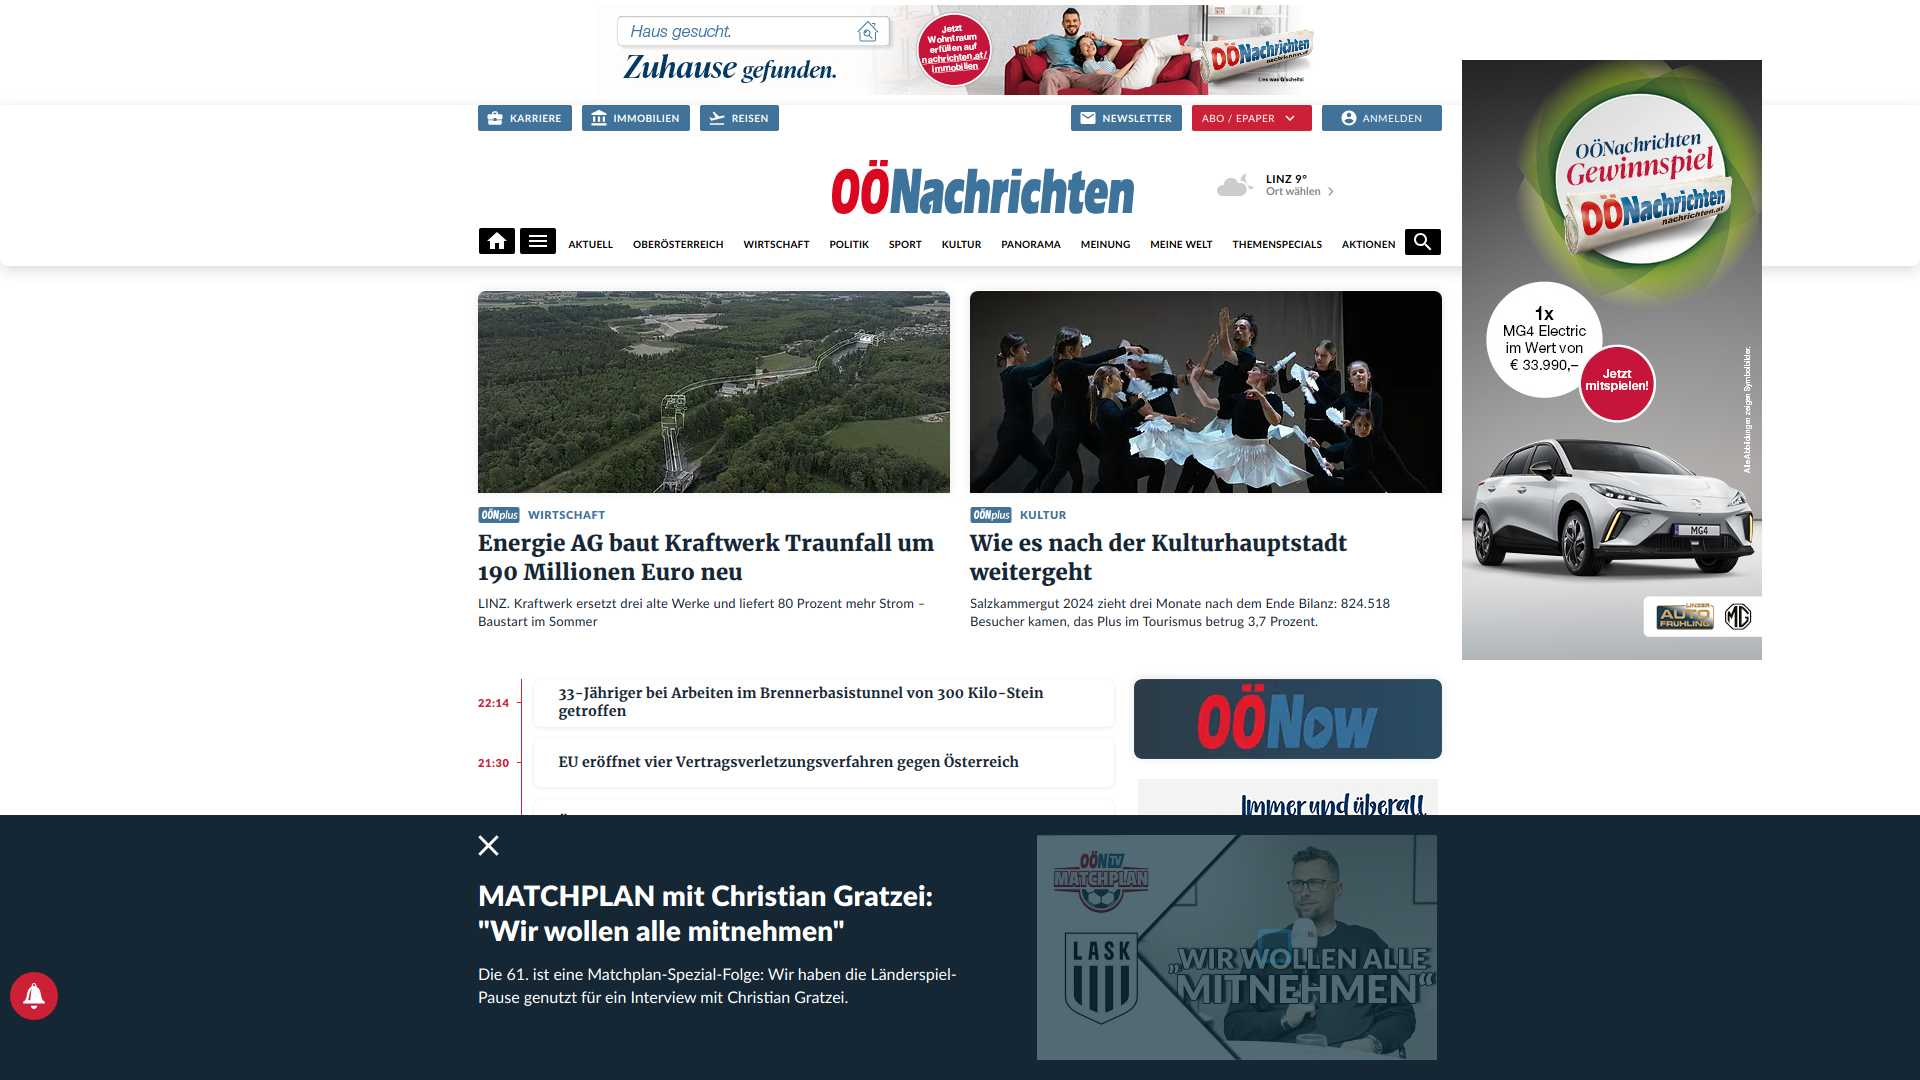 Haus gesucht.
Zuhause gefunden.
Jetzt
Wohntraum
erfüllen auf
nachrichten.at/
immobilien
OÖNachrichten
nachrichten.at
Lies was G'scheits!
KARRIERE
IMMOBILIEN
REISEN
NEWSLETTER
ABO / EPAPER
ANMELDEN
OÖNachrichten
LINZ 9°
Ort wählen
AKTUELL
OBERÖSTERREICH
WIRTSCHAFT
POLITIK
SPORT
KULTUR
PANORAMA
MEINUNG
MEINE WELT
THEMENSPECIALS
AKTIONEN
OÖNplus WIRTSCHAFT
Energie AG baut Kraftwerk Traunfall um
190 Millionen Euro neu
LINZ. Kraftwerk ersetzt drei alte Werke und liefert 80 Prozent mehr Strom –
Baustart im Sommer
OÖNplus KULTUR
Wie es nach der Kulturhauptstadt
weitergeht
Salzkammergut 2024 zieht drei Monate nach dem Ende Bilanz: 824.518
Besucher kamen, das Plus im Tourismus betrug 3,7 Prozent.
OÖNachrichten
Gewinnspiel
OÖNachrichten
nachrichten.at
1x
MG4 Electric
im Wert von
€ 33.990,–
Jetzt
mitspielen!
Alle Abbildungen zeigen Symbolbilder.
MG4
LINZER
AUTO
FRÜHLING
MG
22:14
33-Jähriger bei Arbeiten im Brennerbasistunnel von 300 Kilo-Stein
getroffen
21:30
EU eröffnet vier Vertragsverletzungsverfahren gegen Österreich
OÖNow
Immer und überall
MATCHPLAN mit Christian Gratzei:
"Wir wollen alle mitnehmen"
Die 61. ist eine Matchplan-Spezial-Folge: Wir haben die Länderspiel-
Pause genutzt für ein Interview mit Christian Gratzei.
OÖNTV
MATCHPLAN
LASK
„WIR WOLLEN ALLE
MITNEHMEN“